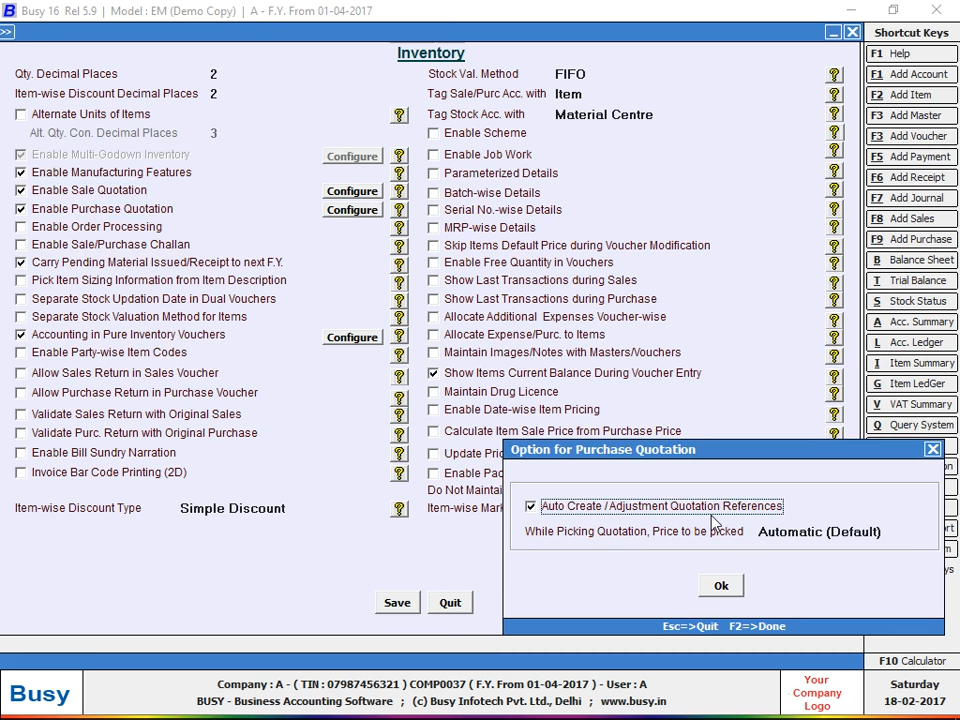 Busy 16 Rel 5.9 | Model : EM (Demo Copy) | A - F.Y. From 01-04-2017
>>
Inventory
Qty. Decimal Places 2
Item-wise Discount Decimal Places 2
Alternate Units of Items
Alt. Qty. Con. Decimal Places 3
Enable Multi-Godown Inventory Configure
Enable Manufacturing Features
Enable Sale Quotation Configure
Enable Purchase Quotation Configure
Enable Order Processing
Enable Sale/Purchase Challan
Carry Pending Material Issued/Receipt to next F.Y.
Pick Item Sizing Information from Item Description
Separate Stock Updation Date in Dual Vouchers
Separate Stock Valuation Method for Items
Accounting in Pure Inventory Vouchers Configure
Enable Party-wise Item Codes
Allow Sales Return in Sales Voucher
Allow Purchase Return in Purchase Voucher
Validate Sales Return with Original Sales
Validate Purc. Return with Original Purchase
Enable Bill Sundry Narration
Invoice Bar Code Printing (2D)
Item-wise Discount Type Simple Discount
Save Quit
Stock Val. Method FIFO
Tag Sale/Purc Acc. with Item
Tag Stock Acc. with Material Centre
Enable Scheme
Enable Job Work
Parameterized Details
Batch-wise Details
Serial No.-wise Details
MRP-wise Details
Skip Items Default Price during Voucher Modification
Enable Free Quantity in Vouchers
Show Last Transactions during Sales
Show Last Transactions during Purchase
Allocate Additional Expenses Voucher-wise
Allocate Expense/Purc. to Items
Maintain Images/Notes with Masters/Vouchers
Show Items Current Balance During Voucher Entry
Maintain Drug Licence
Enable Date-wise Item Pricing
Calculate Item Sale Price from Purchase Price
Update Pric
Enable Pac
Do Not Maintai
Item-wise Mark
Option for Purchase Quotation
Auto Create / Adjustment Quotation References
While Picking Quotation, Price to be picked Automatic (Default)
Ok
Esc=>Quit F2=>Done
Shortcut Keys
F1 Help
F1 Add Account
F2 Add Item
F3 Add Master
F3 Add Voucher
F5 Add Payment
F6 Add Receipt
F7 Add Journal
F8 Add Sales
F9 Add Purchase
B Balance Sheet
T Trial Balance
S Stock Status
A Acc. Summary
L Acc. Ledger
I Item Summary
G Item LedGer
V VAT Summary
Q Query System
on
rt
m
ys
F10 Calculator
Busy
Company : A - ( TIN : 07987456321 ) COMP0037 ( F.Y. From 01-04-2017 ) - User : A
BUSY - Business Accounting Software ; (c) Busy Infotech Pvt. Ltd., Delhi ; www.busy.in
Your
Company
Logo
Saturday
18-02-2017